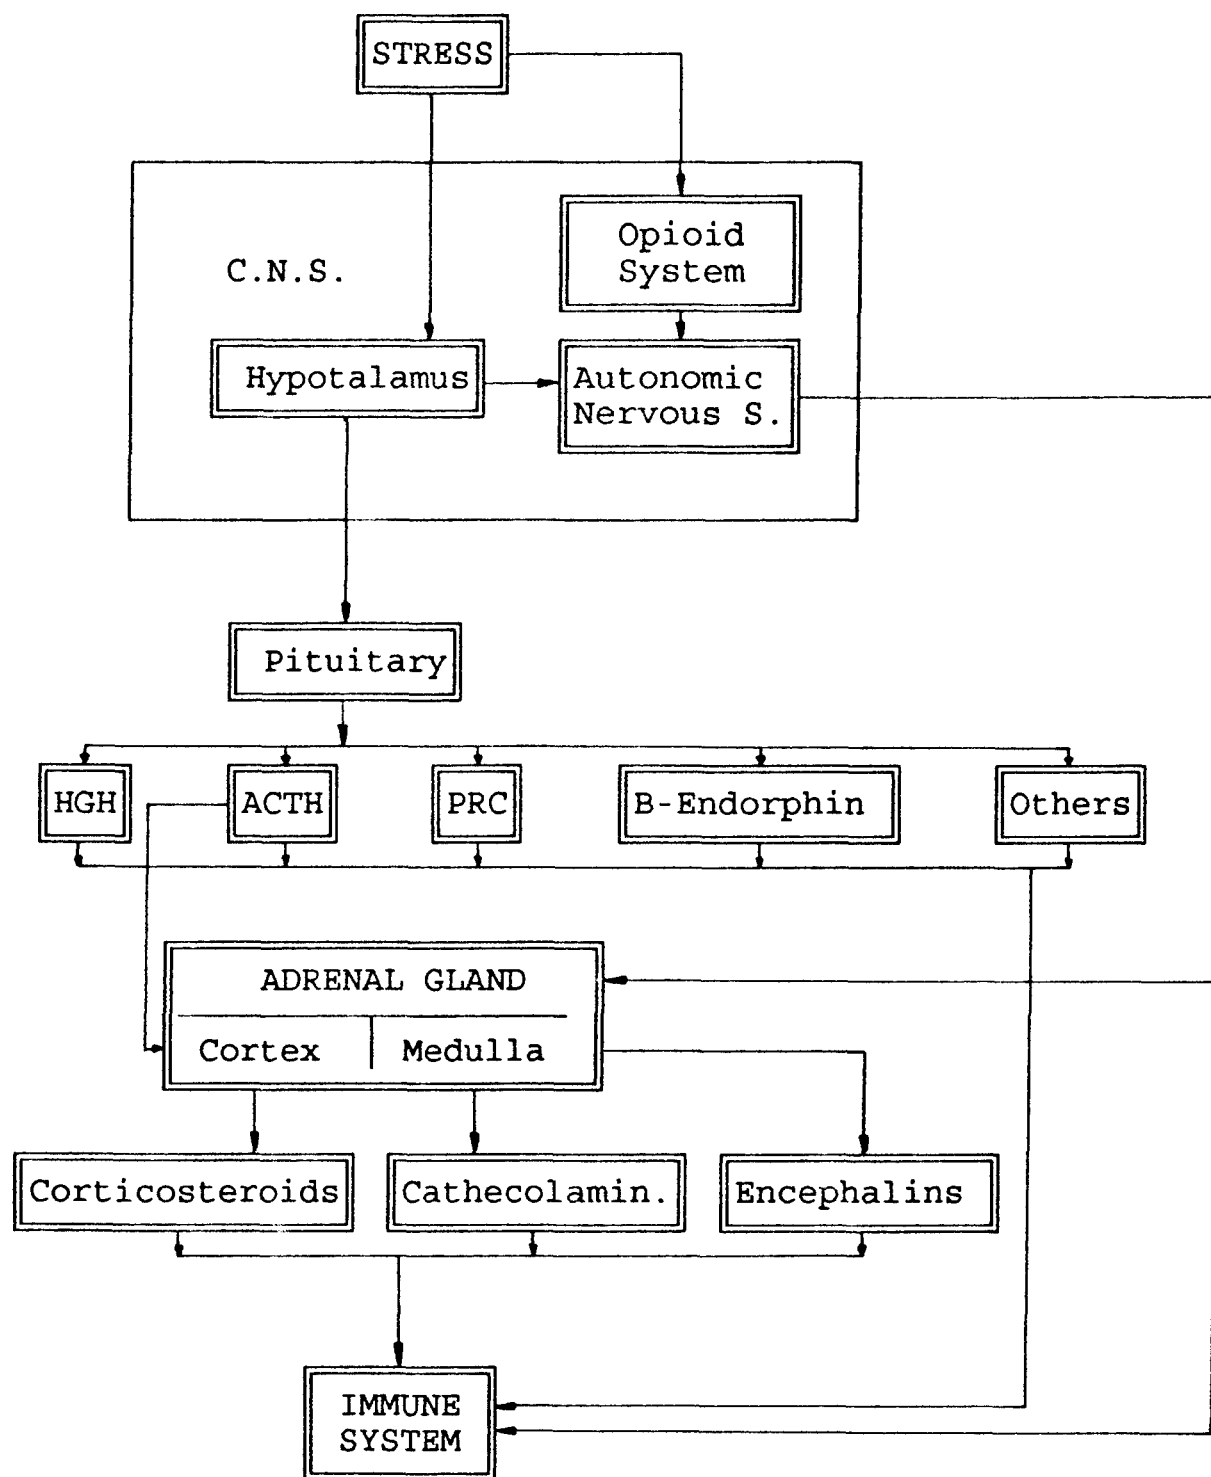 STRESS
Opioid
System
C.N.S.
Hypotalamus
Autonomic
Nervous S.
Pituitary
HGH
ACTH
PRC
B-Endorphin
Others
ADRENAL GLAND
Cortex
Medulla
Corticosteroids
Cathecolamin.
Encephalins
IMMUNE
SYSTEM